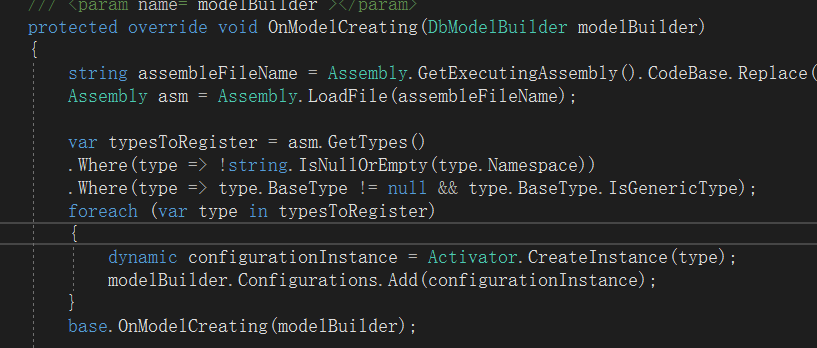 /// <param name= modelBuilder ></param>
protected override void OnModelCreating(DbModelBuilder modelBuilder)
{
string assembleFileName = Assembly.GetExecutingAssembly().CodeBase.Replace(
Assembly asm = Assembly.LoadFile(assembleFileName);
var typesToRegister = asm.GetTypes()
.Where(type => !string.IsNullOrEmpty(type.Namespace))
.Where(type => type.BaseType != null && type.BaseType.IsGenericType);
foreach (var type in typesToRegister)
{
dynamic configurationInstance = Activator.CreateInstance(type);
modelBuilder.Configurations.Add(configurationInstance);
}
base.OnModelCreating(modelBuilder);